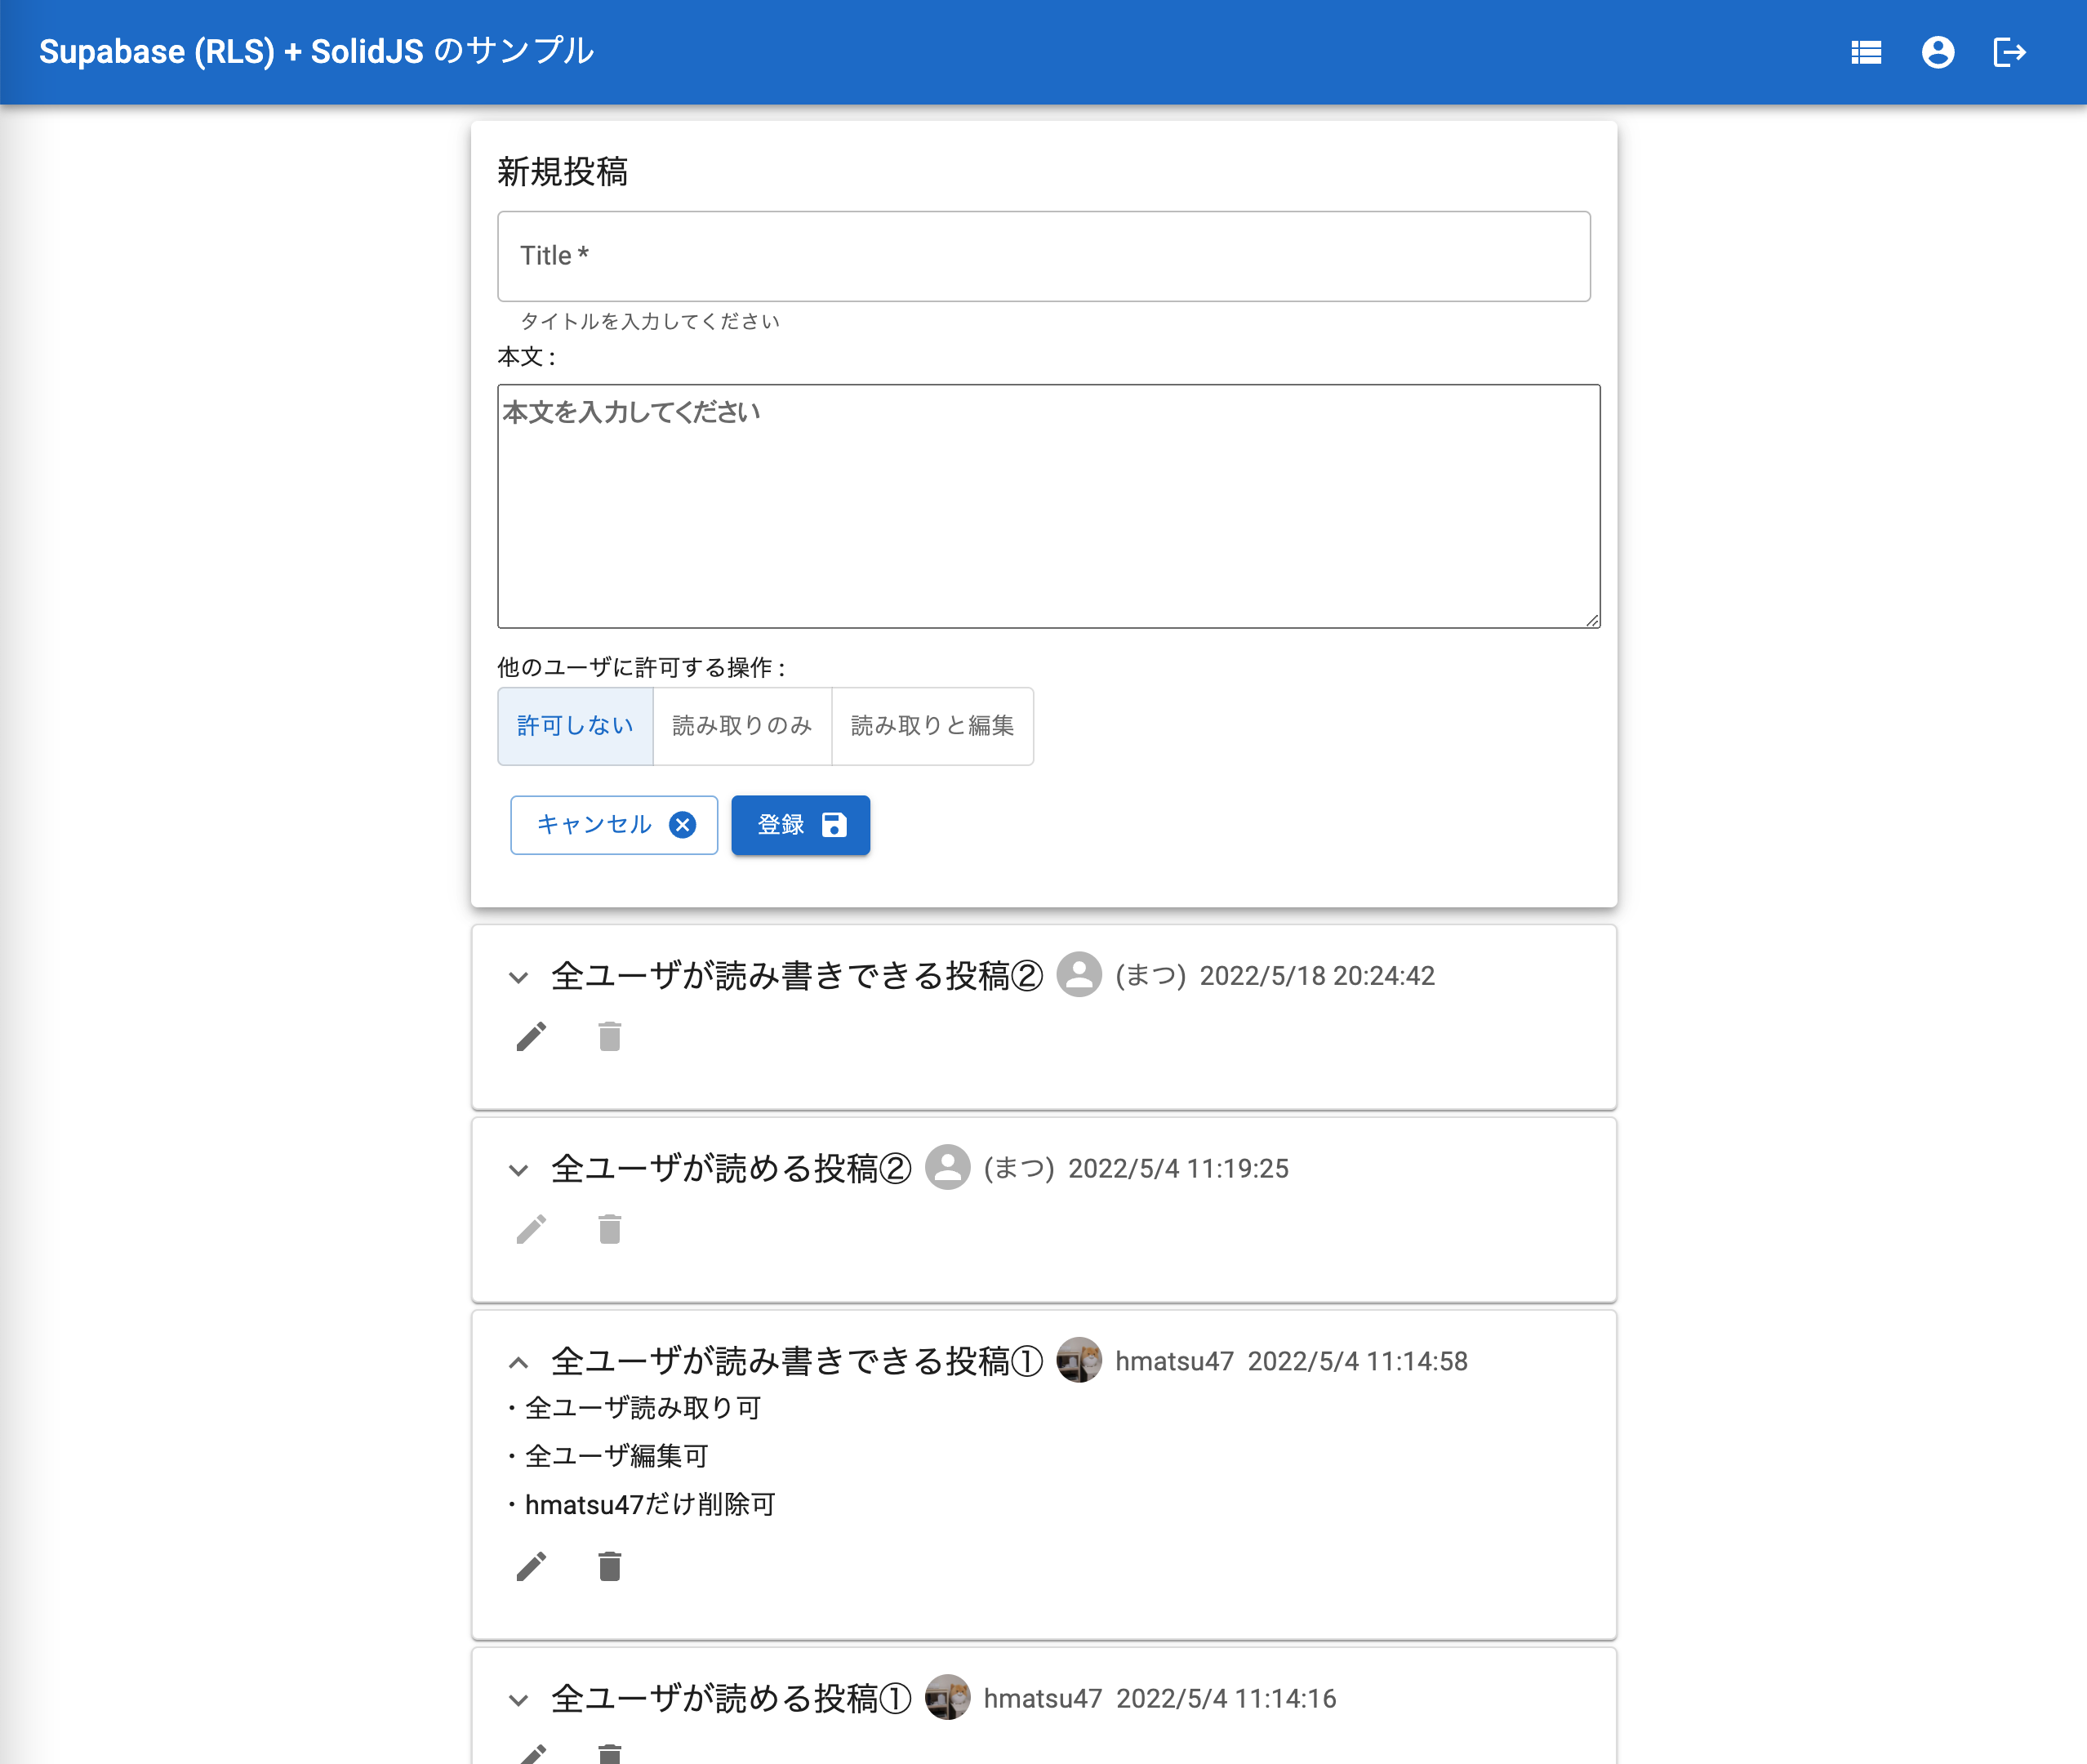 Supabase (RLS) + SolidJS のサンプル
新規投稿
Title *
タイトルを入力してください
本文 :
本文を入力してください
他のユーザに許可する操作 :
許可しない 読み取りのみ 読み取りと編集
キャンセル 登録
全ユーザが読み書きできる投稿② (まつ) 2022/5/18 20:24:42
全ユーザが読める投稿② (まつ) 2022/5/4 11:19:25
全ユーザが読み書きできる投稿① hmatsu47 2022/5/4 11:14:58
・全ユーザ読み取り可
・全ユーザ編集可
・hmatsu47だけ削除可
全ユーザが読める投稿① hmatsu47 2022/5/4 11:14:16